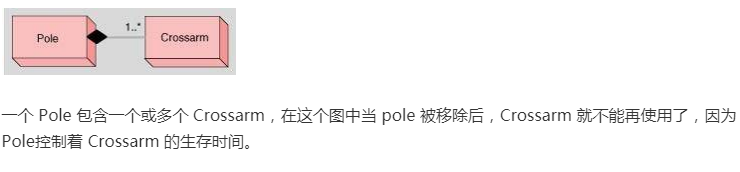 1..*
Pole
Crossarm
一个 Pole 包含一个或多个 Crossarm，在这个图中当 pole 被移除后，Crossarm 就不能再使用了，因为
Pole控制着 Crossarm 的生存时间。